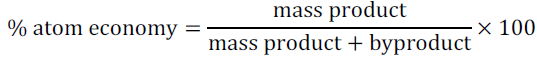 % atom economy = mass product / mass product + byproduct × 100